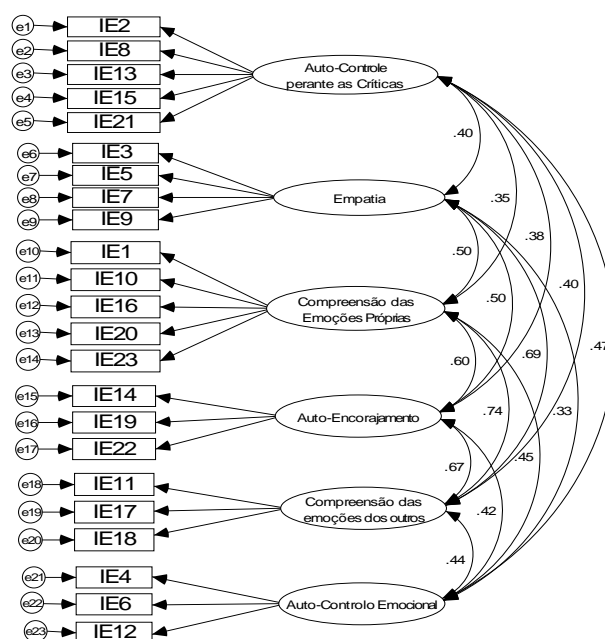 e1 IE2
e2 IE8
e3 IE13
e4 IE15
e5 IE21
Auto-Controle
perante as Críticas
.40
e6 IE3
e7 IE5
e8 IE7
e9 IE9
Empatia
.35
.38
.40
.47
e10 IE1
e11 IE10
e12 IE16
e13 IE20
e14 IE23
Compreensão das
Emoções Próprias
.50
.50
.69
.33
.60
e15 IE14
e16 IE19
e17 IE22
Auto-Encorajamento
.74
.45
.67
e18 IE11
e19 IE17
e20 IE18
Compreensão das
emoções dos outros
.42
.44
e21 IE4
e22 IE6
e23 IE12
Auto-Controlo Emocional